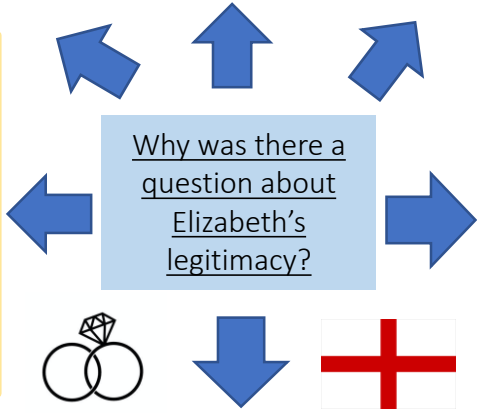 Why was there a
question about
Elizabeth’s
legitimacy?